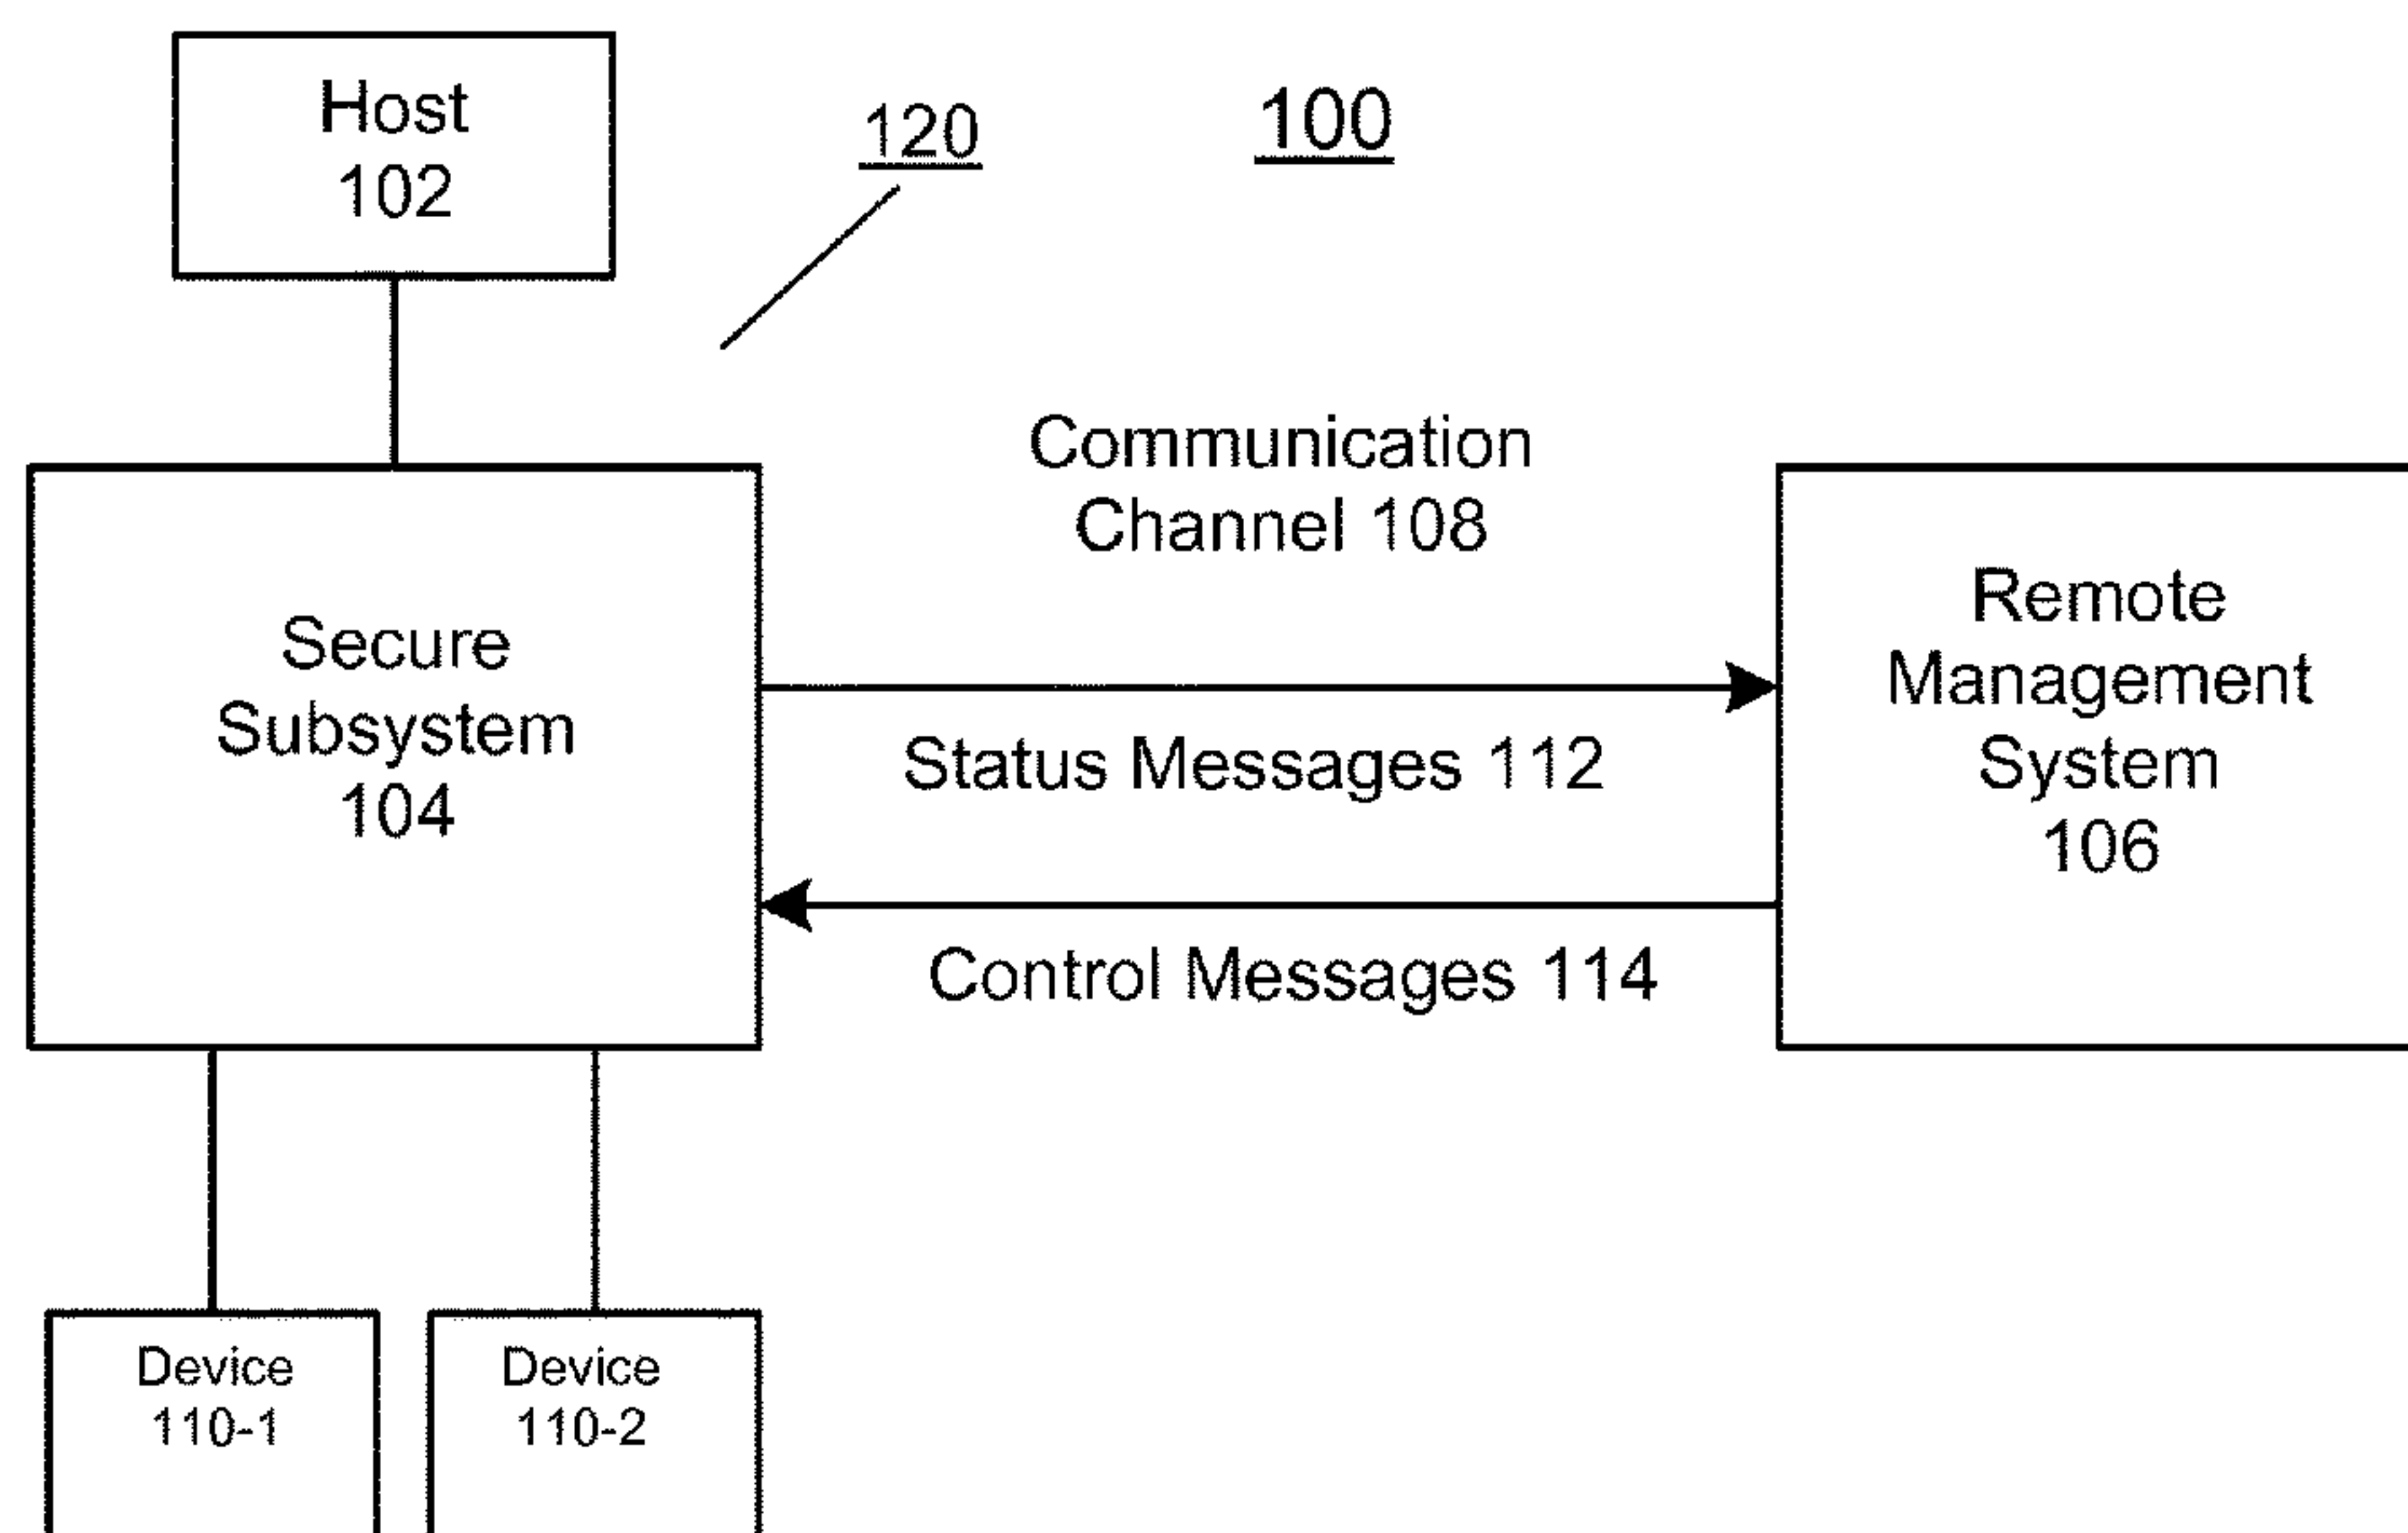 Host
102
120
100
Communication
Channel 108
Secure
Subsystem
104
Status Messages 112
Control Messages 114
Remote
Management
System
106
Device
110-1
Device
110-2